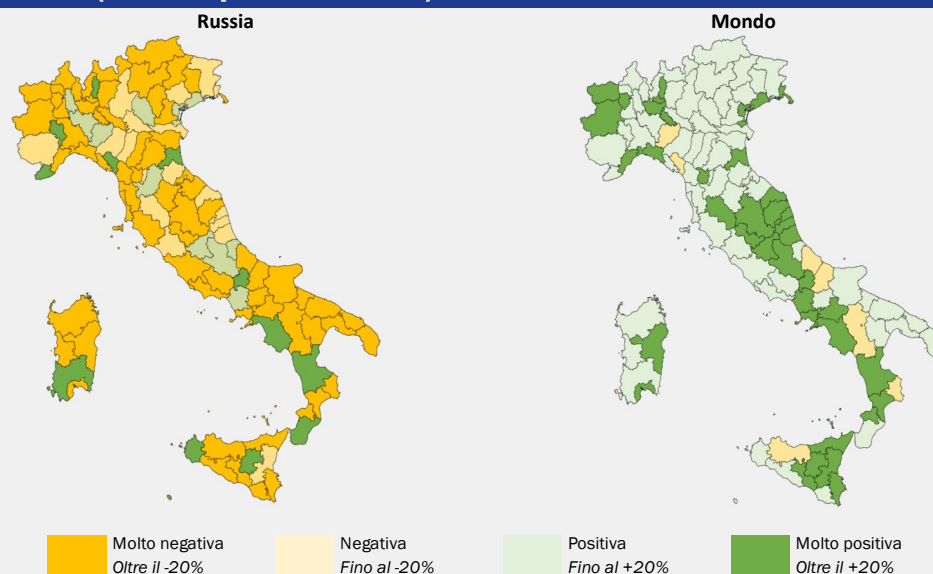 Russia
Mondo
Molto negativa
Oltre il -20%
Negativa
Fino al -20%
Positiva
Fino al +20%
Molto positiva
Oltre il +20%